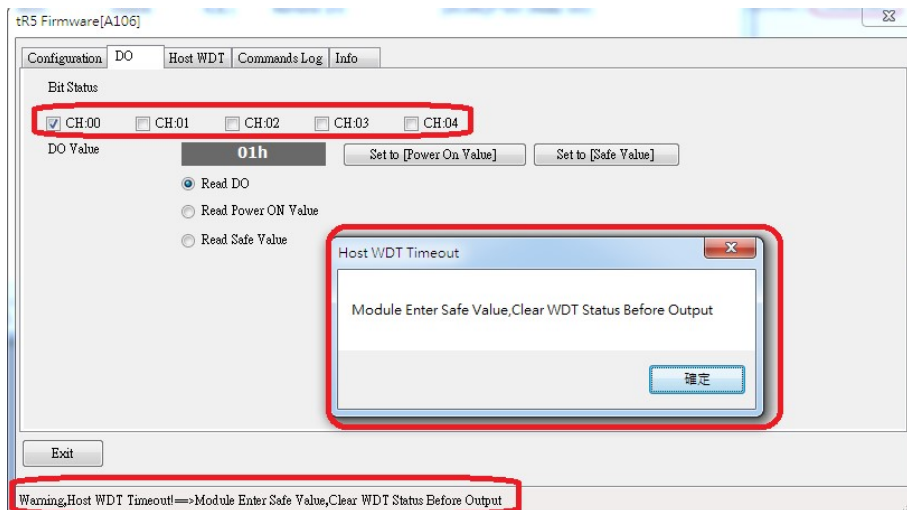 tR5 Firmware[A106]
Configuration DO Host WDT Commands Log Info
Bit Status
CH:00 CH:01 CH:02 CH:03 CH:04
DO Value 01h Set to [Power On Value] Set to [Safe Value]
Read DO
Read Power ON Value
Read Safe Value
Host WDT Timeout
Module Enter Safe Value,Clear WDT Status Before Output
確定
Exit
Warning,Host WDT Timeout!==>Module Enter Safe Value,Clear WDT Status Before Output